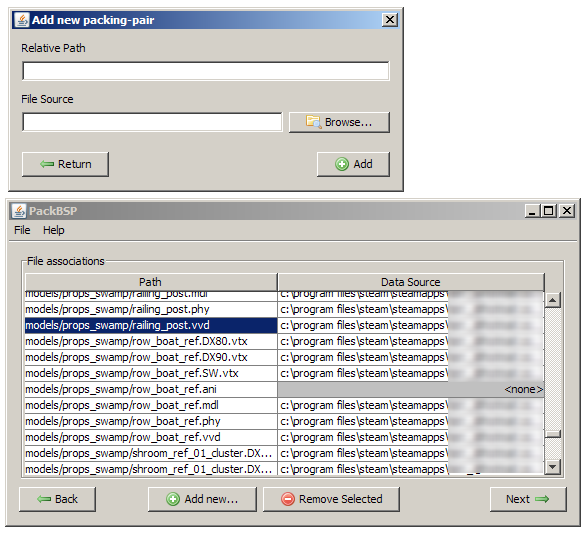 Add new packing-pair
Relative Path
File Source
Browse...
Return Add
PackBSP
File Help
File associations
Path Data Source
models/props_swamp/railing_post.mdl c:\program files\steam\steamapps\
models/props_swamp/railing_post.phy c:\program files\steam\steamapps\
models/props_swamp/railing_post.vvd c:\program files\steam\steamapps\
models/props_swamp/row_boat_ref.DX80.vtx c:\program files\steam\steamapps\
models/props_swamp/row_boat_ref.DX90.vtx c:\program files\steam\steamapps\
models/props_swamp/row_boat_ref.SW.vtx c:\program files\steam\steamapps\
models/props_swamp/row_boat_ref.ani <none>
models/props_swamp/row_boat_ref.mdl c:\program files\steam\steamapps\
models/props_swamp/row_boat_ref.phy c:\program files\steam\steamapps\
models/props_swamp/row_boat_ref.vvd c:\program files\steam\steamapps\
models/props_swamp/shroom_ref_01_cluster.DX... c:\program files\steam\steamapps\
models/props_swamp/shroom_ref_01_cluster.DX... c:\program files\steam\steamapps\
Back Add new... Remove Selected Next